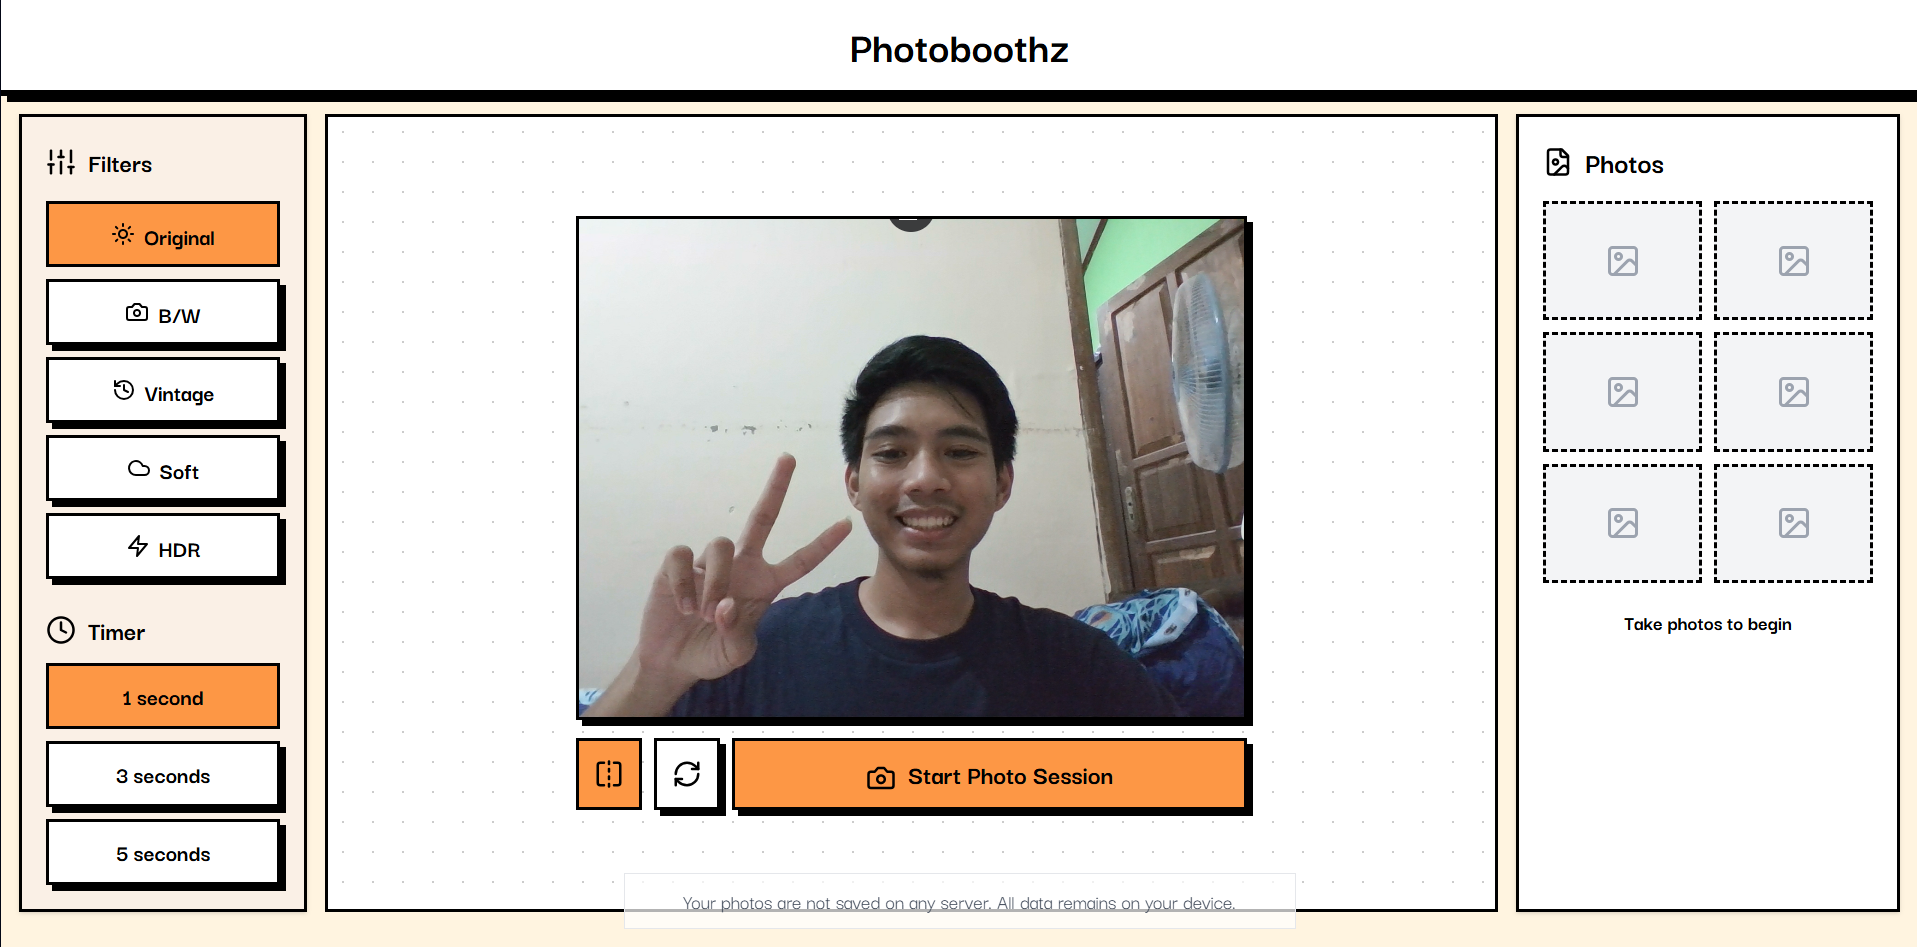 Photoboothz
Filters
Original
B/W
Vintage
Soft
HDR
Timer
1 second
3 seconds
5 seconds
Start Photo Session
Your photos are not saved on any server. All data remains on your device.
Photos
Take photos to begin